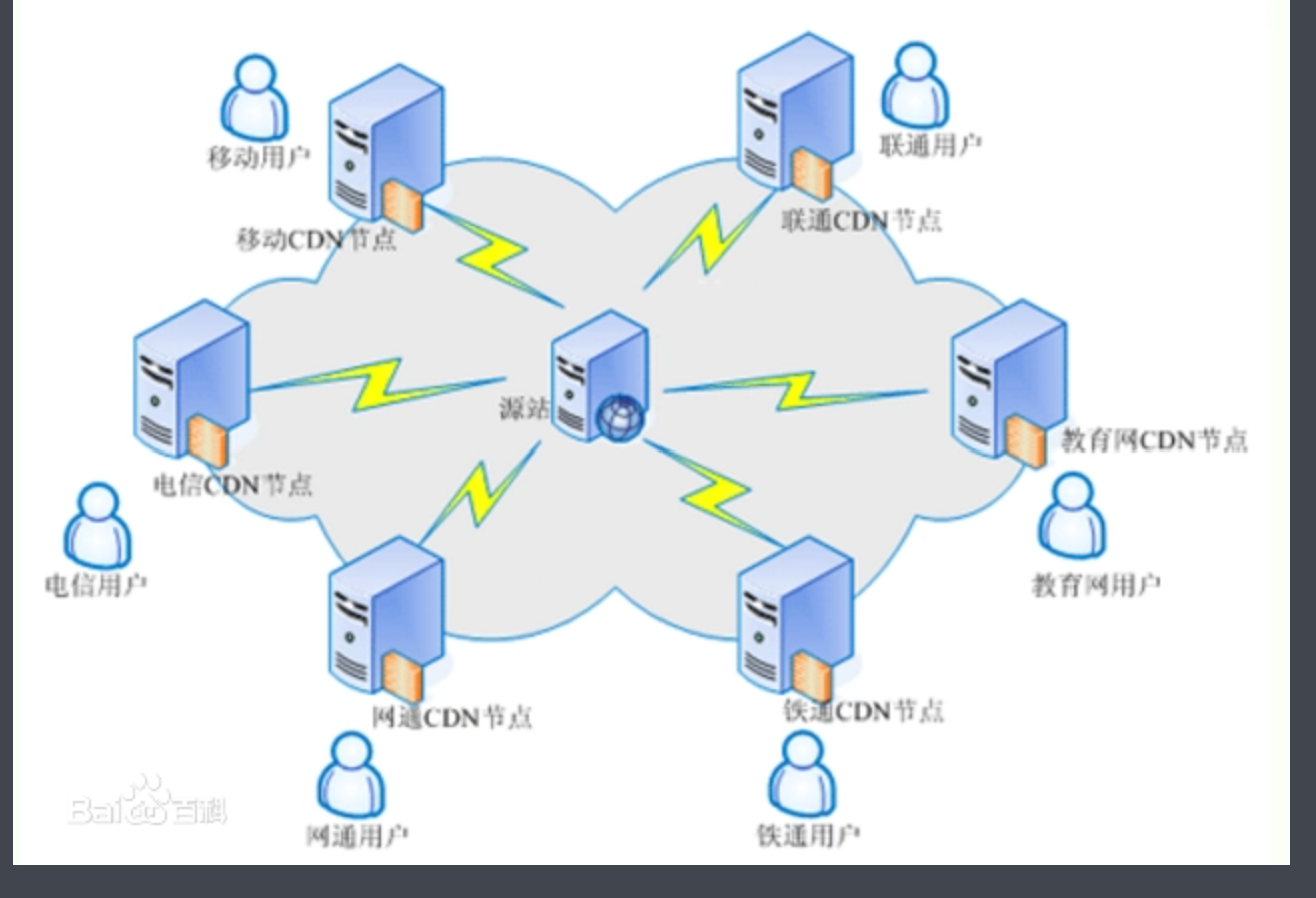 移动用户
联通用户
移动CDN节点
联通CDN节点
源站
教育网CDN节点
电信CDN节点
电信用户
教育网用户
网通CDN节点
铁通CDN节点
Bai百科
网通用户
铁通用户